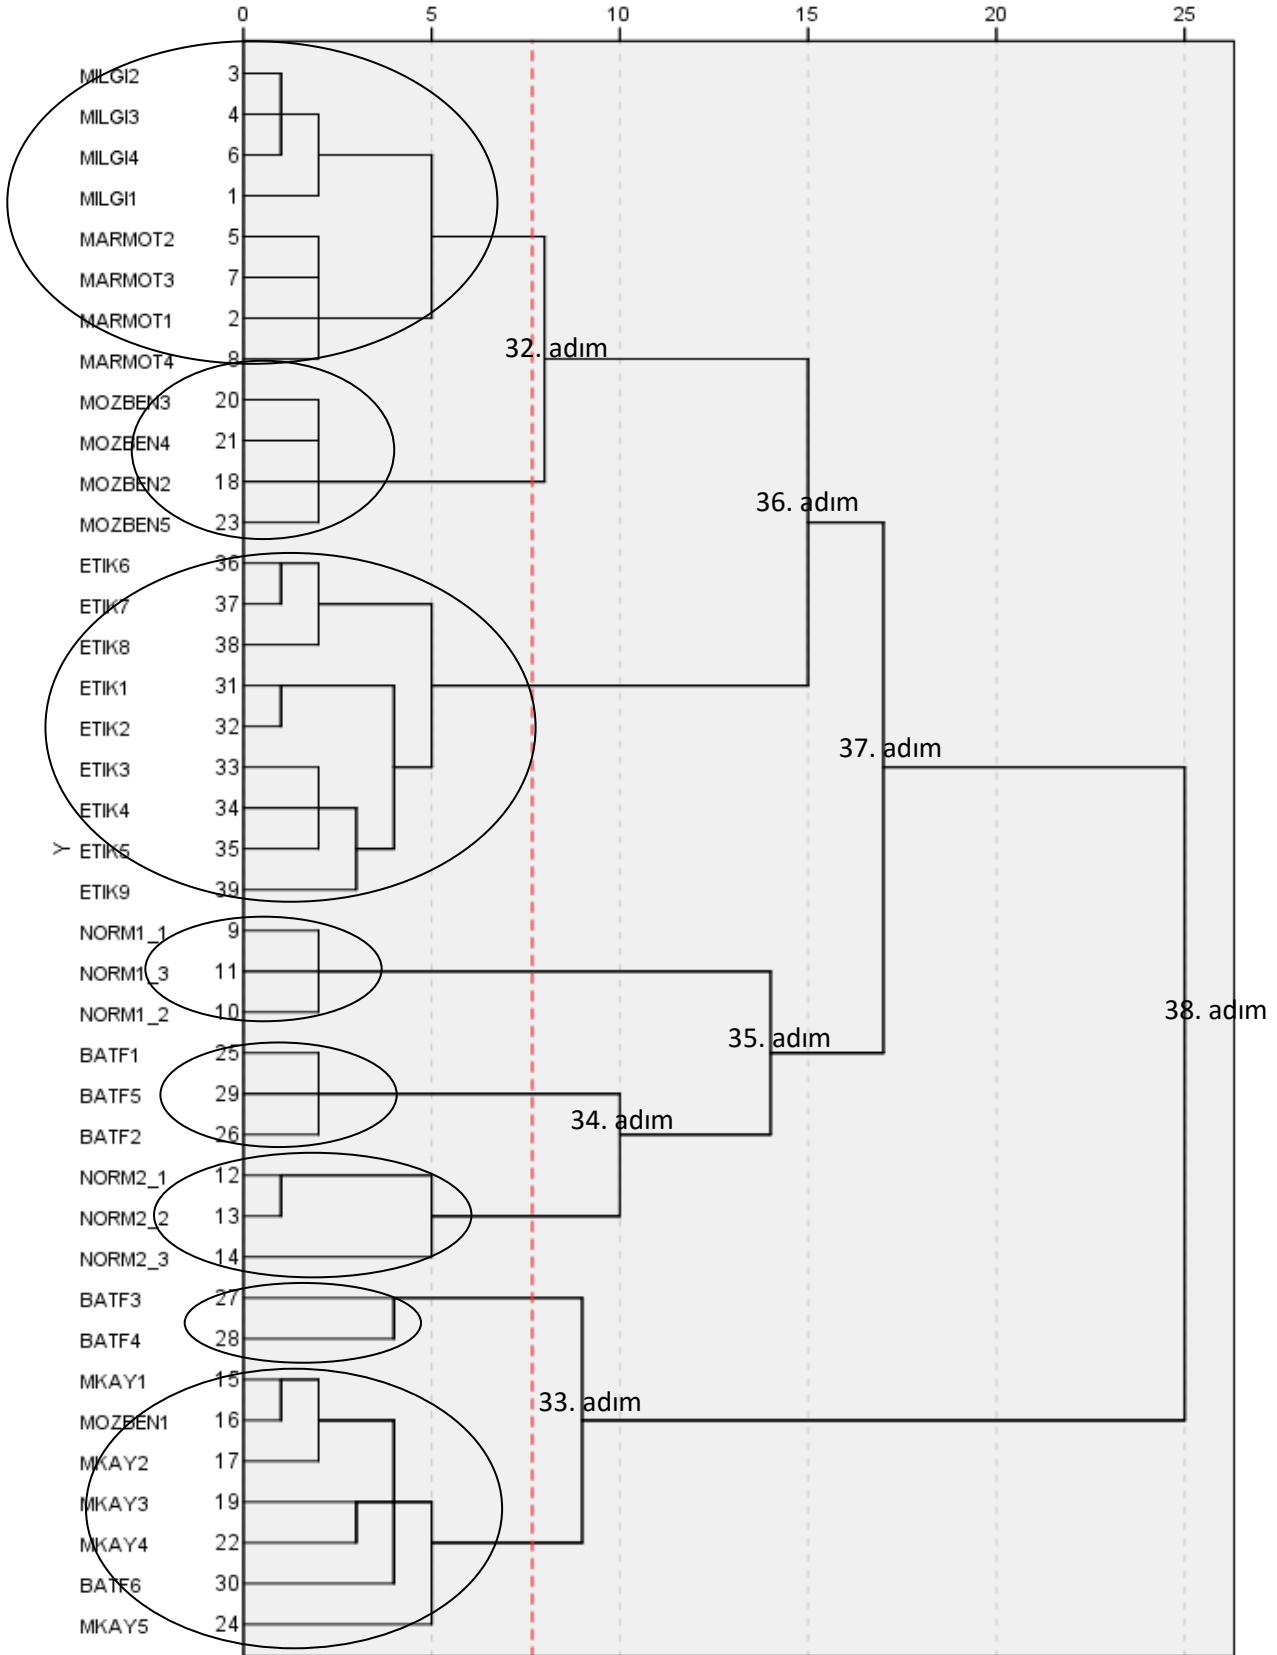 0 5 10 15 20 25
MILGI2 3
MILGI3 4
MILGI4 6
MILGI1 1
MARMOT2 5
MARMOT3 7
MARMOT1 2
MARMOT4 8
32. adım
MOZBEN3 20
MOZBEN4 21
MOZBEN2 18
MOZBEN5 23
36. adım
ETIK6 36
ETIK7 37
ETIK8 38
ETIK1 31
ETIK2 32
37. adım
ETIK3 33
ETIK4 34
Y
ETIK5 35
ETIK9 39
NORM1_1 9
NORM1_3 11
NORM1_2 10
38. adım
35. adım
BATF1 25
BATF5 29
34. adım
BATF2 26
NORM2_1 12
NORM2_2 13
NORM2_3 14
BATF3 27
BATF4 28
MKAY1 15
33. adım
MOZBEN1 16
MKAY2 17
MKAY3 19
MKAY4 22
BATF6 30
MKAY5 24